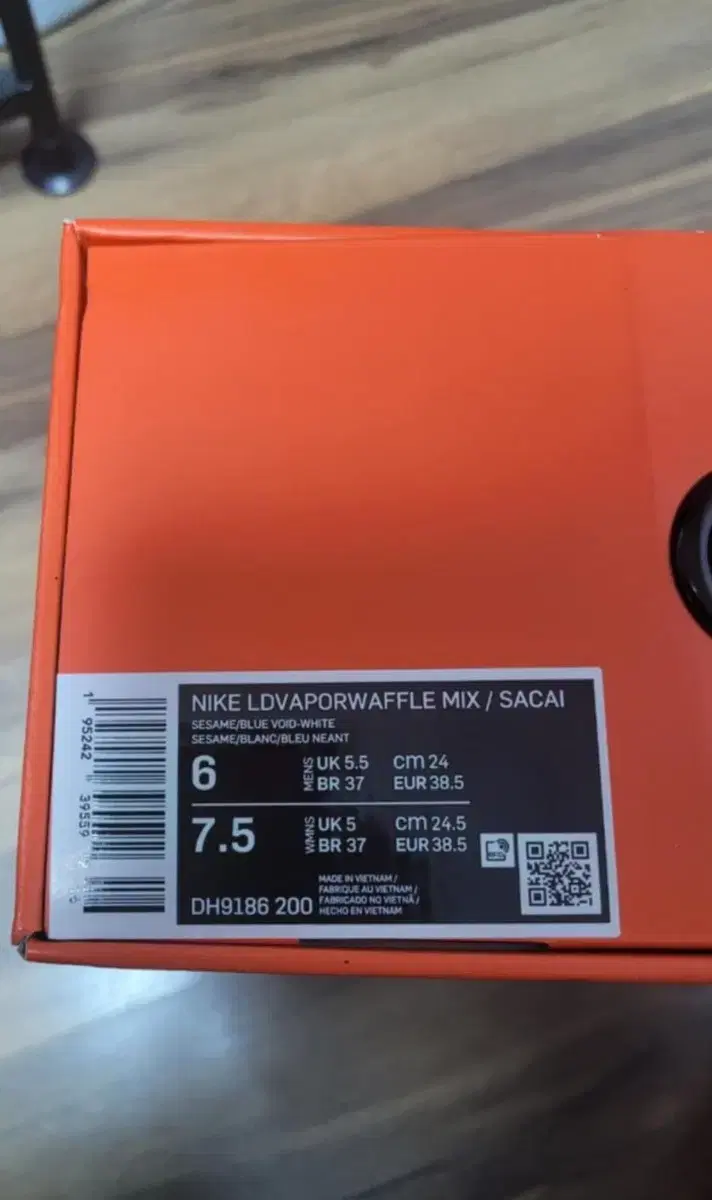 NIKE LDVAPORWAFFLE MIX / SACAI
SESAME/BLUE VOID-WHITE
SESAME/BLANC/BLEU NEANT
6 MENS UK 5.5 cm 24
BR 37 EUR 38.5
7.5 WMNS UK 5 cm 24.5
BR 37 EUR 38.5
MADE IN VIETNAM /
FABRIQUE AU VIETNAM /
FABRICADO NO VIETNÃ /
HECHO EN VIETNAM
DH9186 200
1 95242 39559